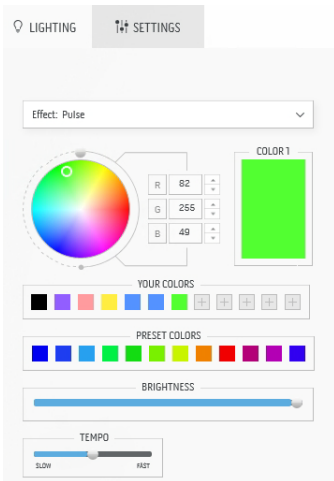 LIGHTING
SETTINGS
Effect: Pulse
COLOR 1
R 82
G 255
B 49
YOUR COLORS
PRESET COLORS
BRIGHTNESS
TEMPO
SLOW FAST